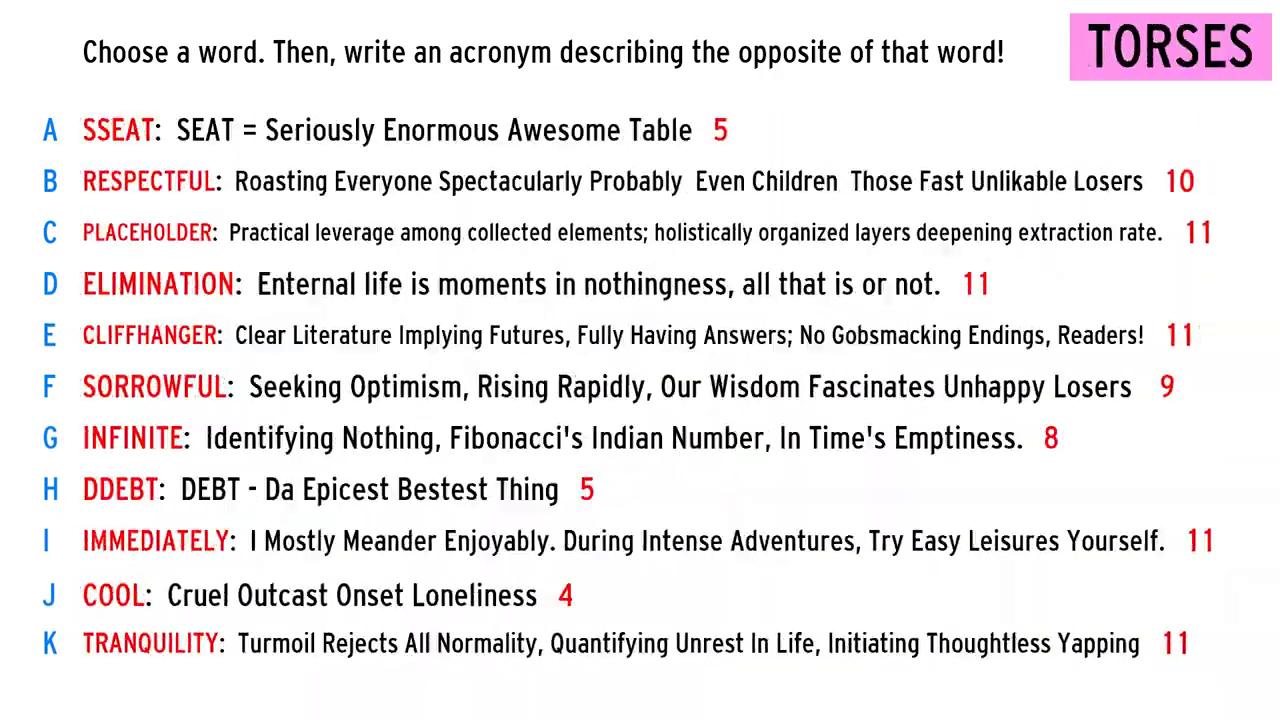 Choose a word. Then, write an acronym describing the opposite of that word!
TORSES
A SSEAT: SEAT = Seriously Enormous Awesome Table 5
B RESPECTFUL: Roasting Everyone Spectacularly Probably Even Children Those Fast Unlikable Losers 10
C PLACEHOLDER: Practical leverage among collected elements; holistically organized layers deepening extraction rate. 11
D ELIMINATION: Enternal life is moments in nothingness, all that is or not. 11
E CLIFFHANGER: Clear Literature Implying Futures, Fully Having Answers; No Gobsmacking Endings, Readers! 11
F SORROWFUL: Seeking Optimism, Rising Rapidly, Our Wisdom Fascinates Unhappy Losers 9
G INFINITE: Identifying Nothing, Fibonacci's Indian Number, In Time's Emptiness. 8
H DDEBT: DEBT - Da Epicest Bestest Thing 5
I IMMEDIATELY: I Mostly Meander Enjoyably. During Intense Adventures, Try Easy Leisures Yourself. 11
J COOL: Cruel Outcast Onset Loneliness 4
K TRANQUILITY: Turmoil Rejects All Normality, Quantifying Unrest In Life, Initiating Thoughtless Yapping 11